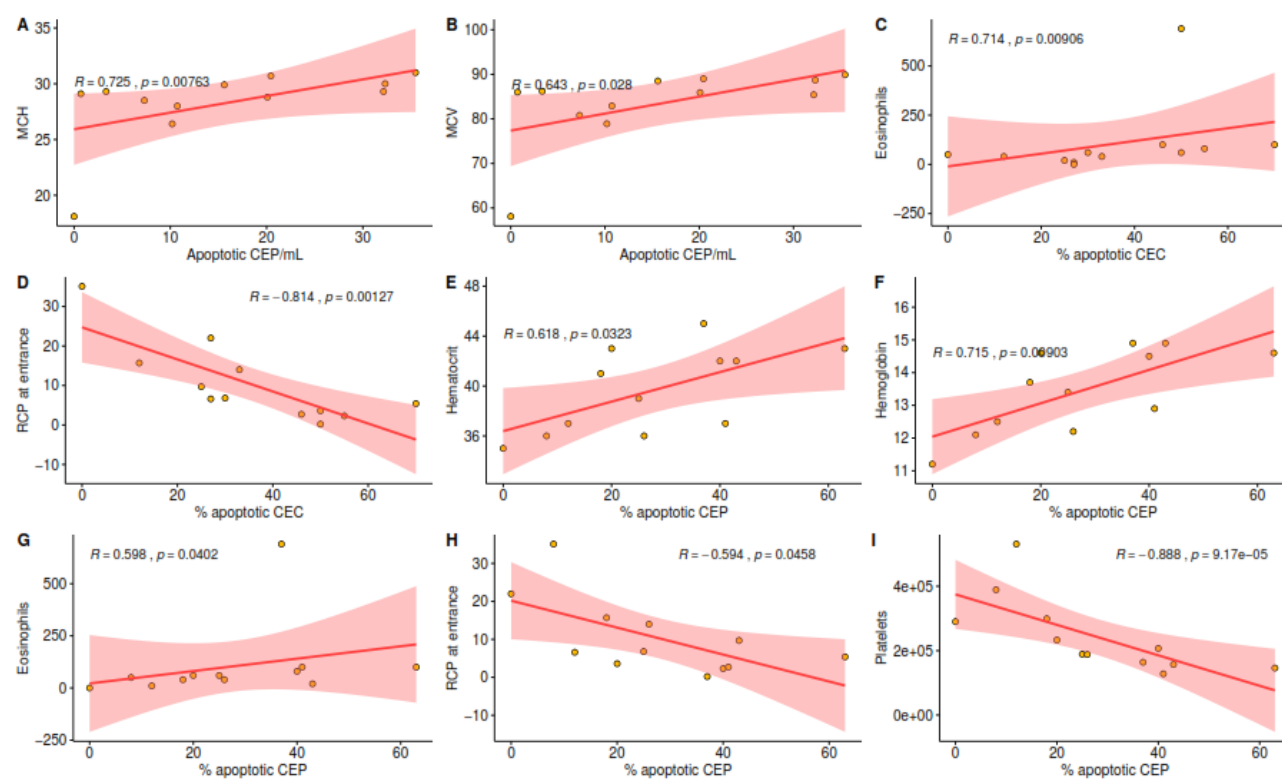 A
R = 0.725 , p = 0.00763
MCH
35
30
25
20
0
10
20
30
Apoptotic CEP/mL
B
R = 0.643 , p = 0.028
MCV
100
90
80
70
60
0
10
20
30
Apoptotic CEP/mL
C
R = 0.714 , p = 0.00906
Eosinophils
500
250
0
−250
0
20
40
60
% apoptotic CEC
D
R = −0.814 , p = 0.00127
RCP at entrance
30
20
10
0
−10
0
20
40
60
% apoptotic CEC
E
R = 0.618 , p = 0.0323
Hematocrit
48
44
40
36
0
20
40
60
% apoptotic CEP
F
R = 0.715 , p = 0.00903
Hemoglobin
16
15
14
13
12
11
0
20
40
60
% apoptotic CEP
G
R = 0.598 , p = 0.0402
Eosinophils
500
250
0
−250
0
20
40
60
% apoptotic CEP
H
R = −0.594 , p = 0.0458
RCP at entrance
30
20
10
0
−10
0
20
40
60
% apoptotic CEP
I
R = −0.888 , p = 9.17e−05
Platelets
4e+05
2e+05
0e+00
0
20
40
60
% apoptotic CEP